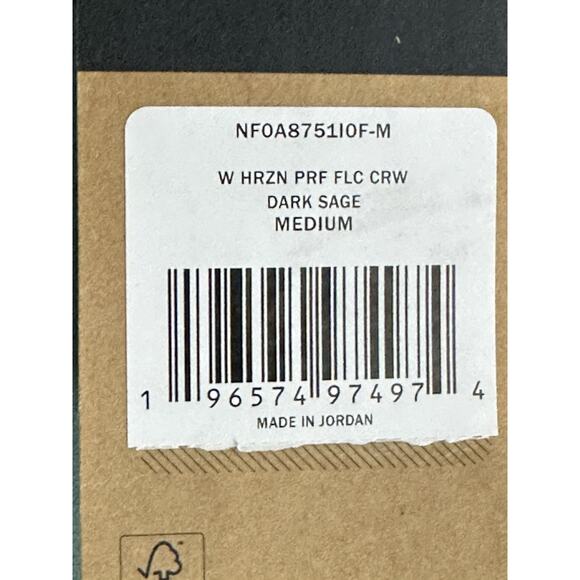 NF0A8751I0F-M
W HRZN PRF FLC CRW
DARK SAGE
MEDIUM
1 96574 97497 4
MADE IN JORDAN